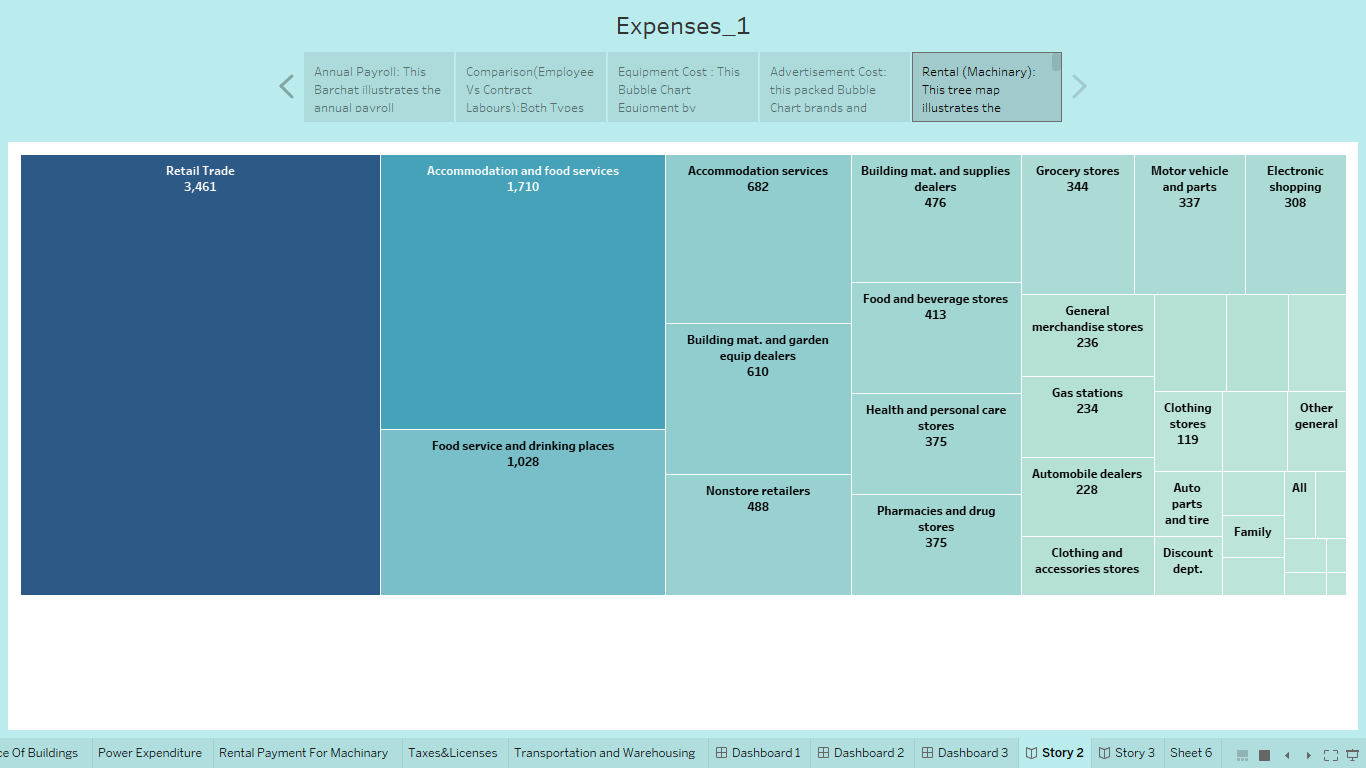 Expenses_1
Annual Payroll: This
Barchat illustrates the
annual payroll
Comparison(Employee
Vs Contract
Labours):Both Types
Equipment Cost : This
Bubble Chart
Equipment by
Advertisement Cost:
this packed Bubble
Chart brands and
Rental (Machinery):
This tree map
illustrates the
Retail Trade
3,461
Accommodation and food services
1,710
Food service and drinking places
1,028
Accommodation services
682
Building mat. and garden
equip dealers
610
Nonstore retailers
488
Building mat. and supplies
dealers
476
Food and beverage stores
413
Health and personal care
stores
375
Pharmacies and drug
stores
375
Grocery stores
344
Motor vehicle
and parts
337
Electronic
shopping
308
General
merchandise stores
236
Gas stations
234
Automobile dealers
228
Clothing and
accessories stores
Clothing
stores
119
Other
general
Auto
parts
and tire
Discount
dept.
Family
All
ce Of Buildings
Power Expenditure
Rental Payment For Machinary
Taxes&Licenses
Transportation and Warehousing
Dashboard 1
Dashboard 2
Dashboard 3
Story 2
Story 3
Sheet 6